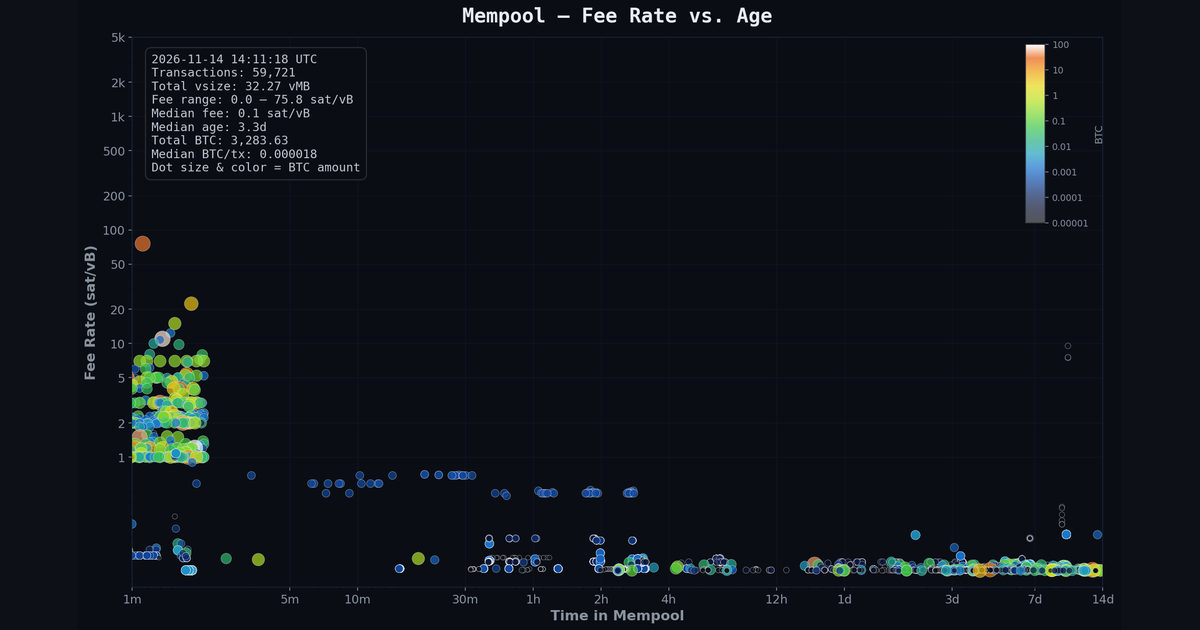 Mempool — Fee Rate vs. Age
2026-11-14 14:11:18 UTC
Transactions: 59,721
Total vsize: 32.27 vMB
Fee range: 0.0 — 75.8 sat/vB
Median fee: 0.1 sat/vB
Median age: 3.3d
Total BTC: 3,283.63
Median BTC/tx: 0.000018
Dot size & color = BTC amount
Fee Rate (sat/vB)
5k
2k
1k
500
200
100
50
20
10
5
2
1
100
10
1
0.1
0.01
0.001
0.0001
0.00001
BTC
1m
5m
10m
30m
1h
2h
4h
12h
1d
3d
7d
14d
Time in Mempool